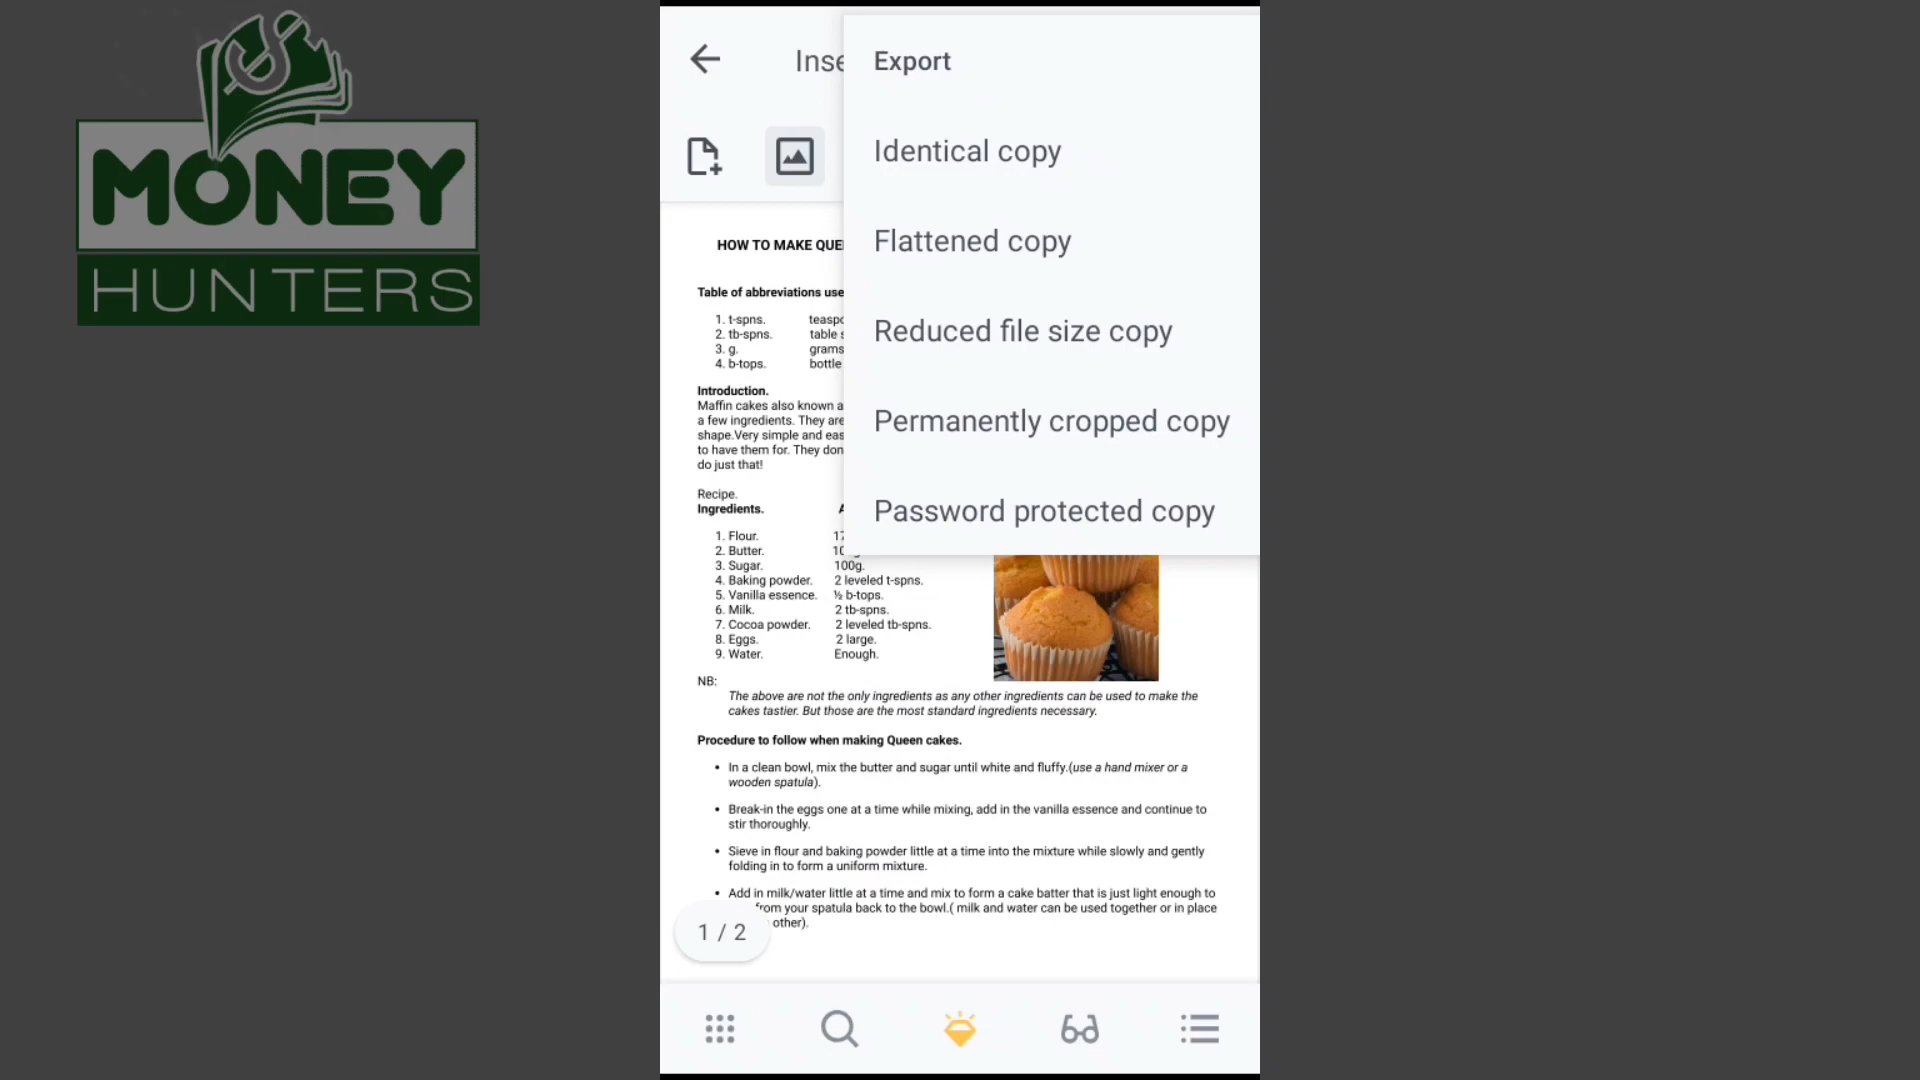 MONEY
HUNTERS
Inse
Export
Identical copy
Flattened copy
Reduced file size copy
Permanently cropped copy
Password protected copy
HOW TO MAKE QUE
Table of abbreviations use
1. t-spns. teaspo
2. tb-spns. table s
3. g. grams
4. b-tops. bottle
Introduction.
Maffin cakes also known a
a few ingredients. They are
shape.Very simple and eas
to have them for. They don
do just that!
Recipe.
Ingredients. A
1. Flour. 17
2. Butter. 10
3. Sugar. 100g.
4. Baking powder. 2 leveled t-spns.
5. Vanilla essence. ½ b-tops.
6. Milk. 2 tb-spns.
7. Cocoa powder. 2 leveled tb-spns.
8. Eggs. 2 large.
9. Water. Enough.
NB:
The above are not the only ingredients as any other ingredients can be used to make the
cakes tastier. But those are the most standard ingredients necessary.
Procedure to follow when making Queen cakes.
• In a clean bowl, mix the butter and sugar until white and fluffy.(use a hand mixer or a
wooden spatula).
• Break-in the eggs one at a time while mixing, add in the vanilla essence and continue to
stir thoroughly.
• Sieve in flour and baking powder little at a time into the mixture while slowly and gently
folding in to form a uniform mixture.
• Add in milk/water little at a time and mix to form a cake batter that is just light enough to
from your spatula back to the bowl.( milk and water can be used together or in place
other).
1 / 2